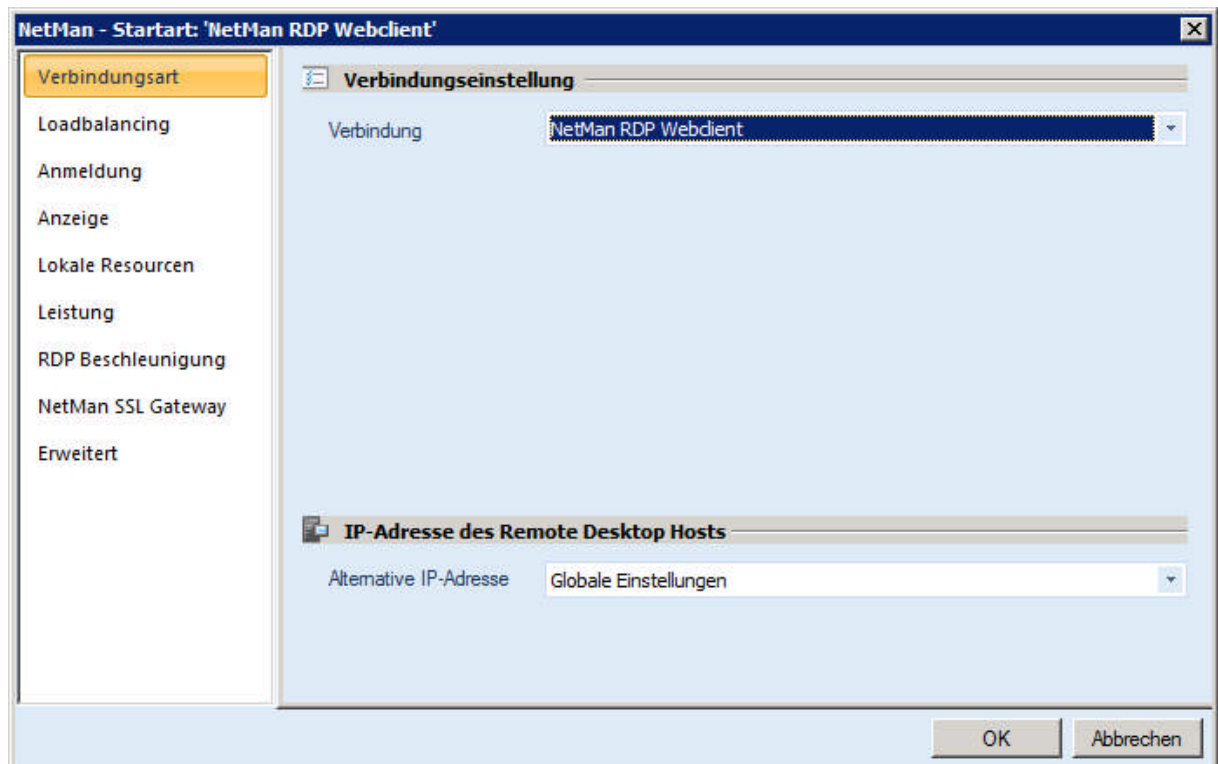 NetMan - Startart: 'NetMan RDP Webclient'
Verbindungsart
Loadbalancing
Anmeldung
Anzeige
Lokale Resourcen
Leistung
RDP Beschleunigung
NetMan SSL Gateway
Erweitert
Verbindungseinstellung
Verbindung
NetMan RDP Webclient
IP-Adresse des Remote Desktop Hosts
Alternative IP-Adresse
Globale Einstellungen
OK
Abbrechen